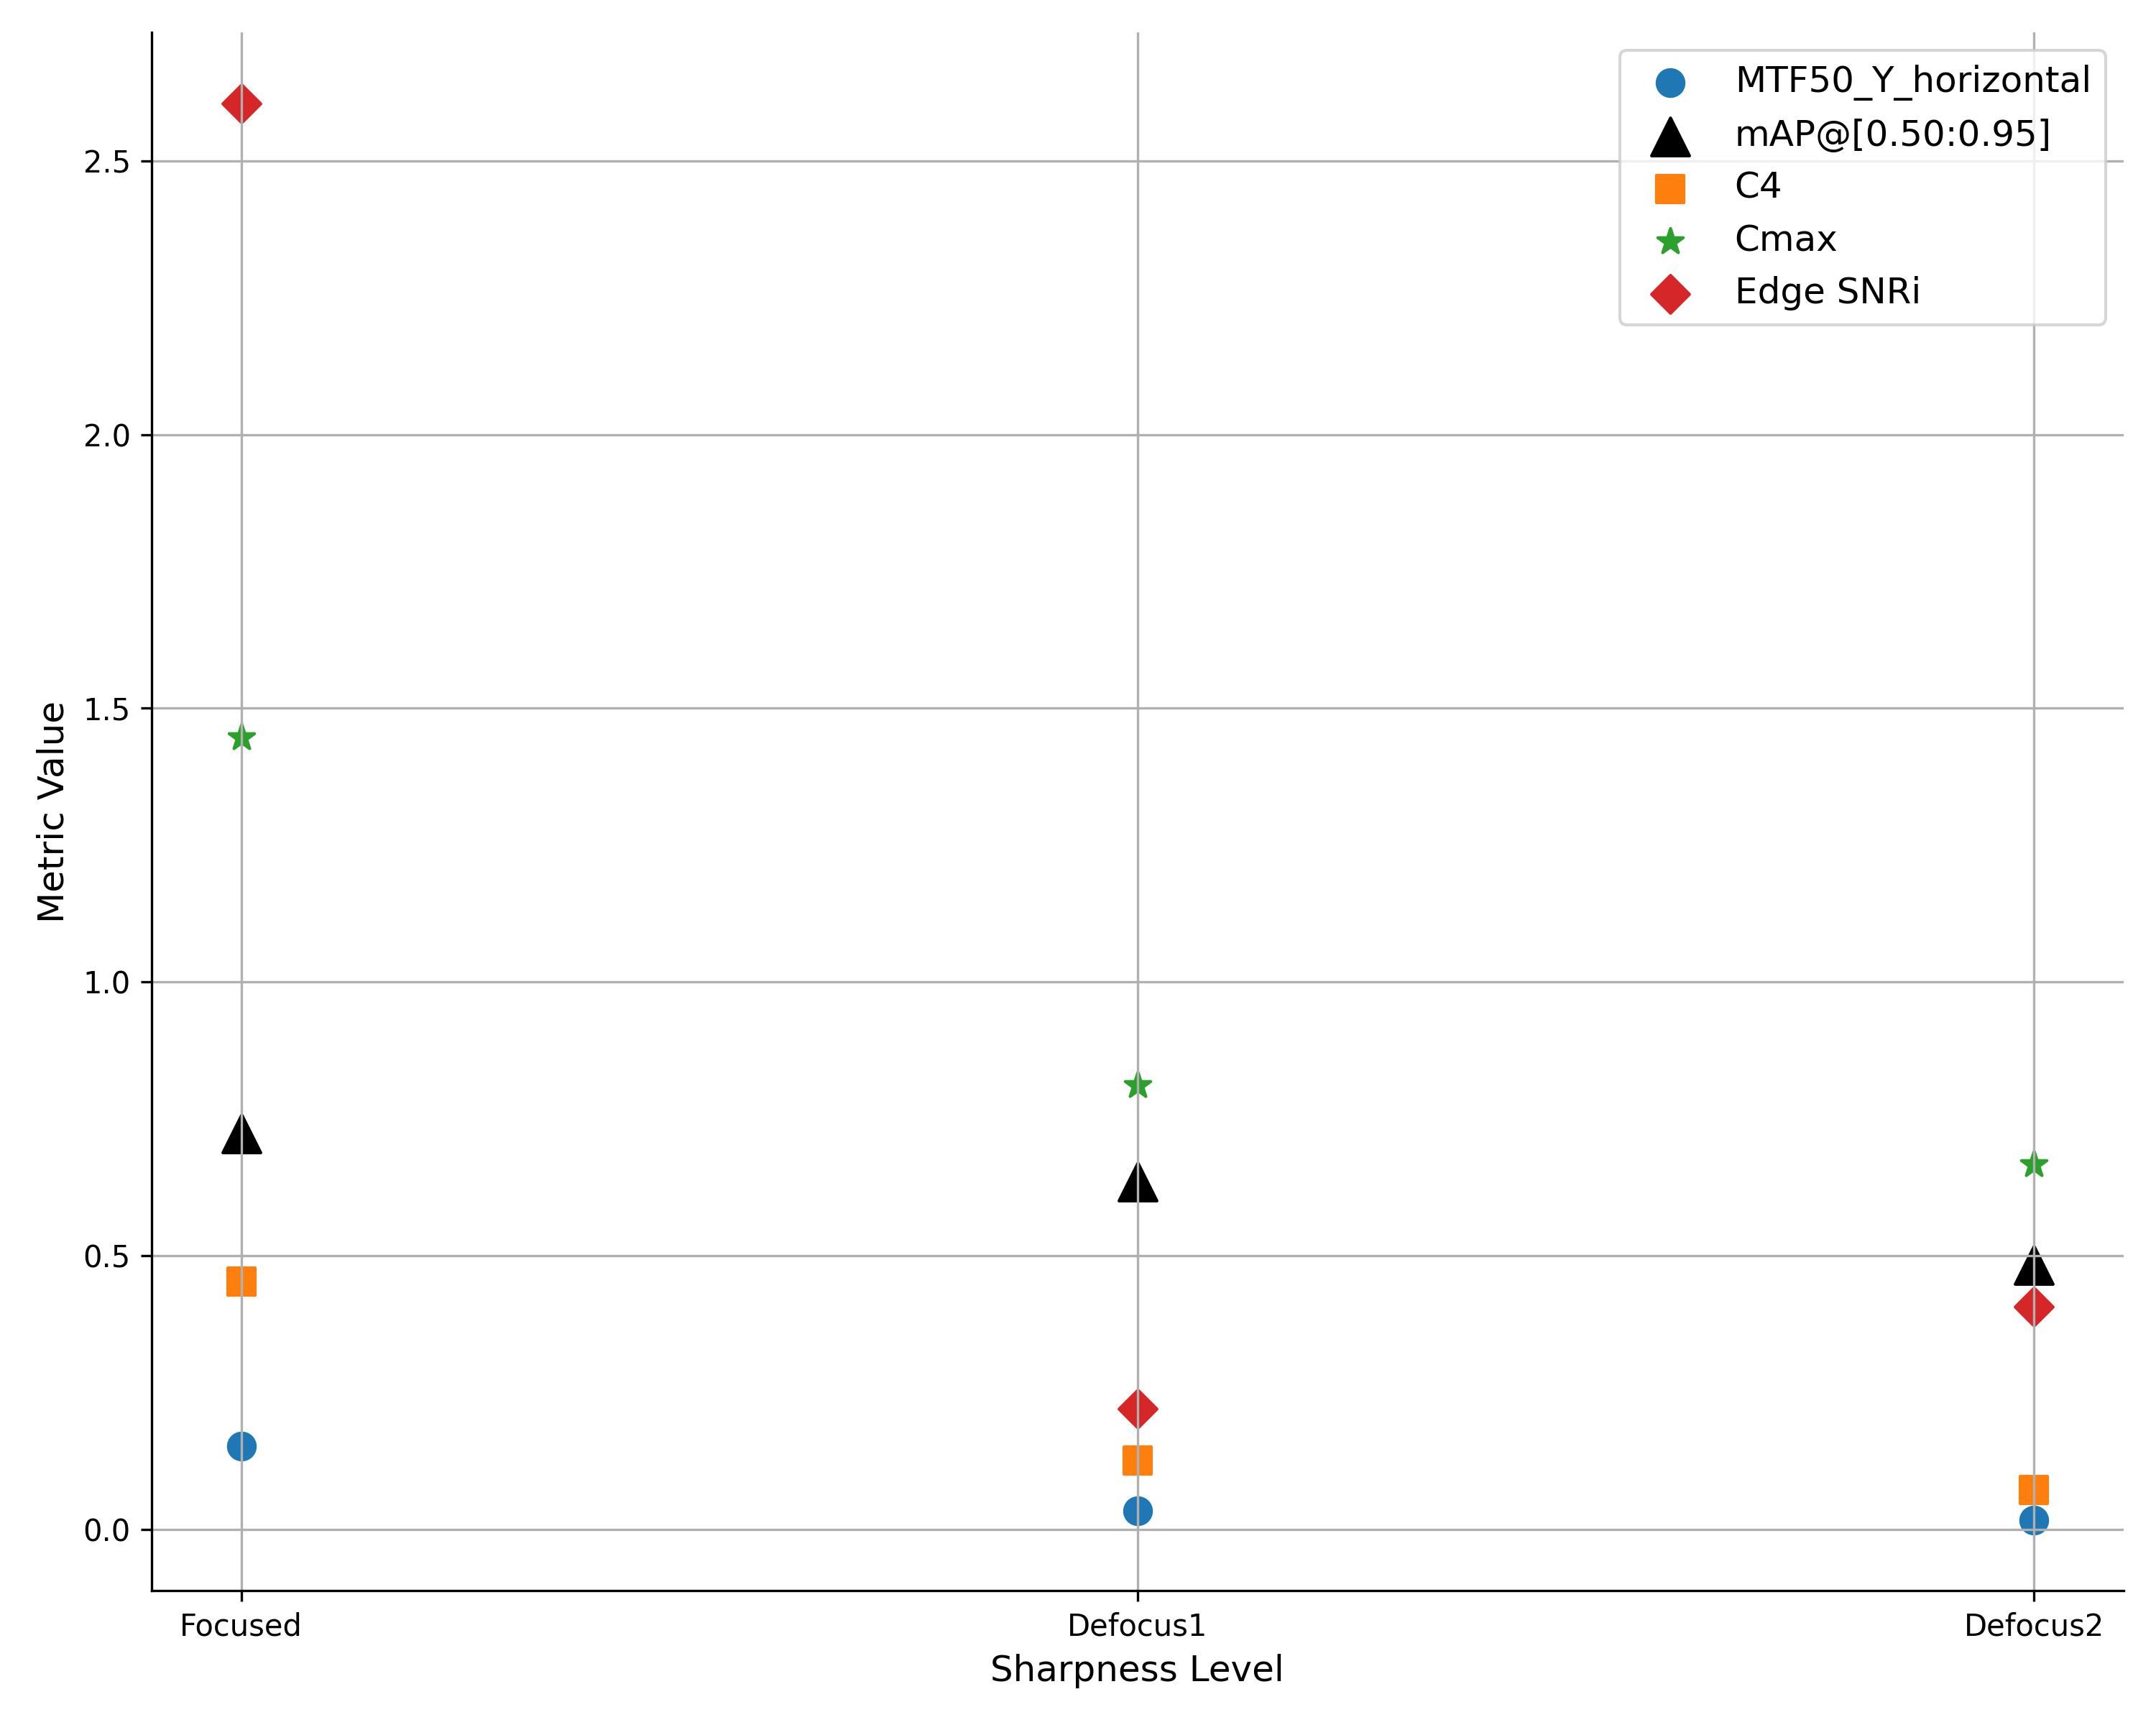 MTF50_Y_horizontal
mAP@[0.50:0.95]
C4
Cmax
Edge SNRi
Metric Value
2.5
2.0
1.5
1.0
0.5
0.0
Focused
Defocus1
Defocus2
Sharpness Level